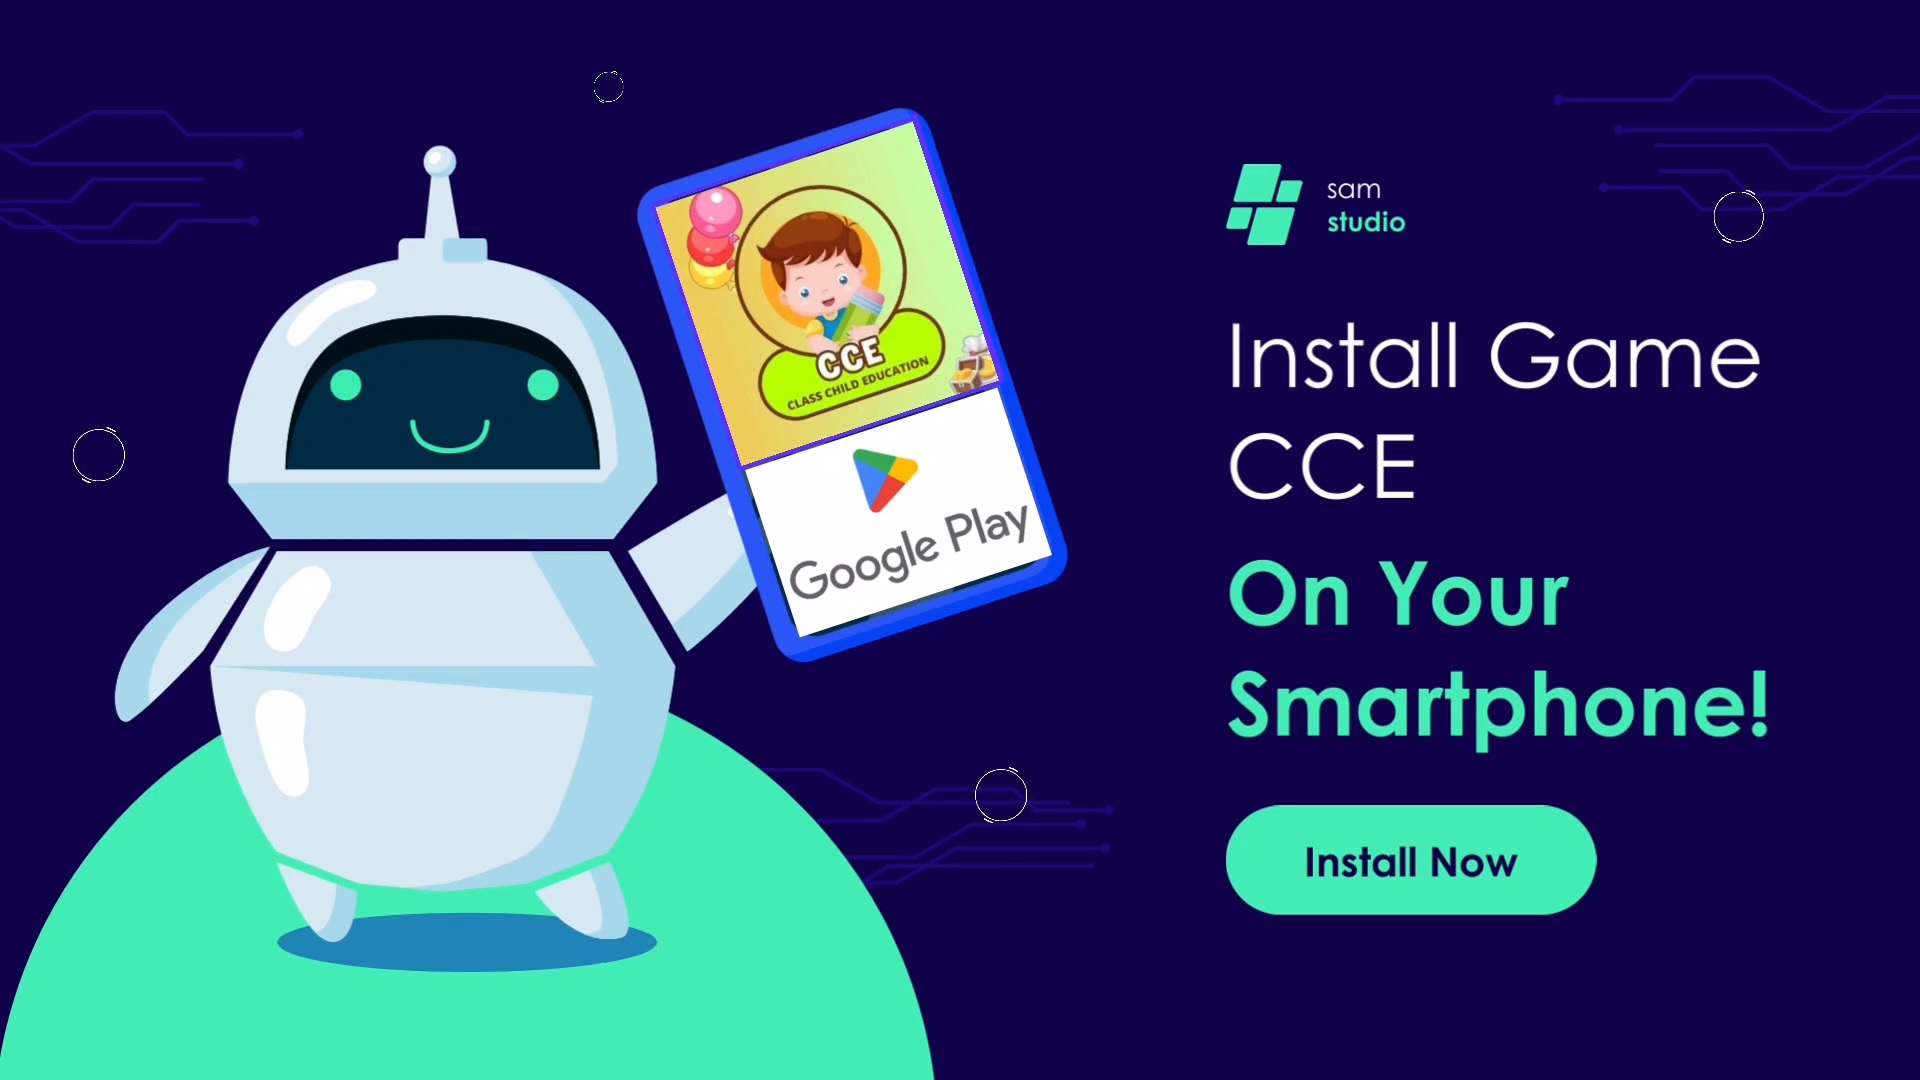 sam
studio
CCE
CLASS CHILD EDUCATION
Google Play
Install Game
CCE
On Your
Smartphone!
Install Now